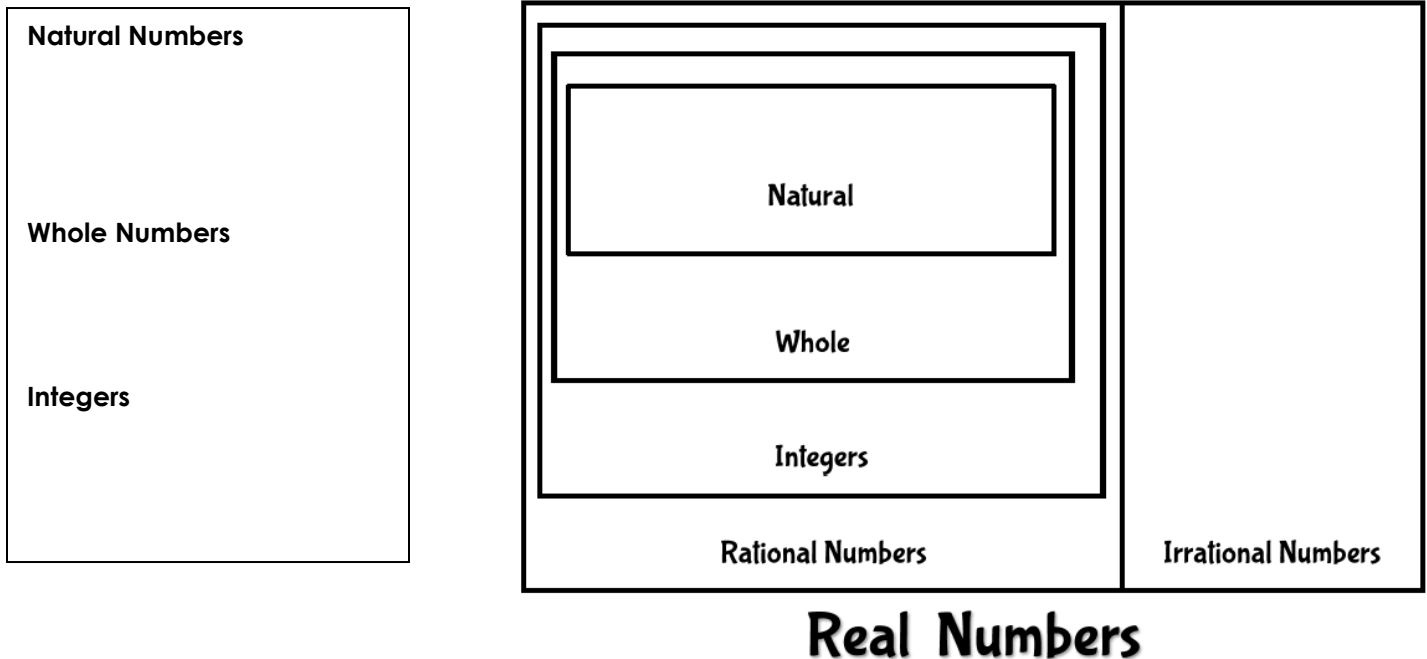 Natural Numbers
Whole Numbers
Integers
Natural
Whole
Integers
Rational Numbers
Irrational Numbers
Real Numbers